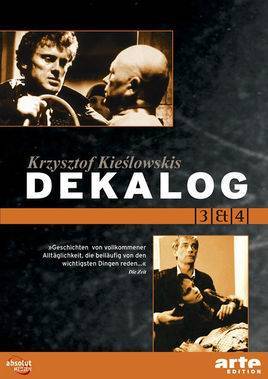 Krzysztof Kieślowskis
DEKALOG
|3|&|4|
»Geschichten von vollkommener
Alltäglichkeit, die beiläufig von den
wichtigsten Dingen reden...«
Die Zeit
absolut
MEDIEN
arte
EDITION